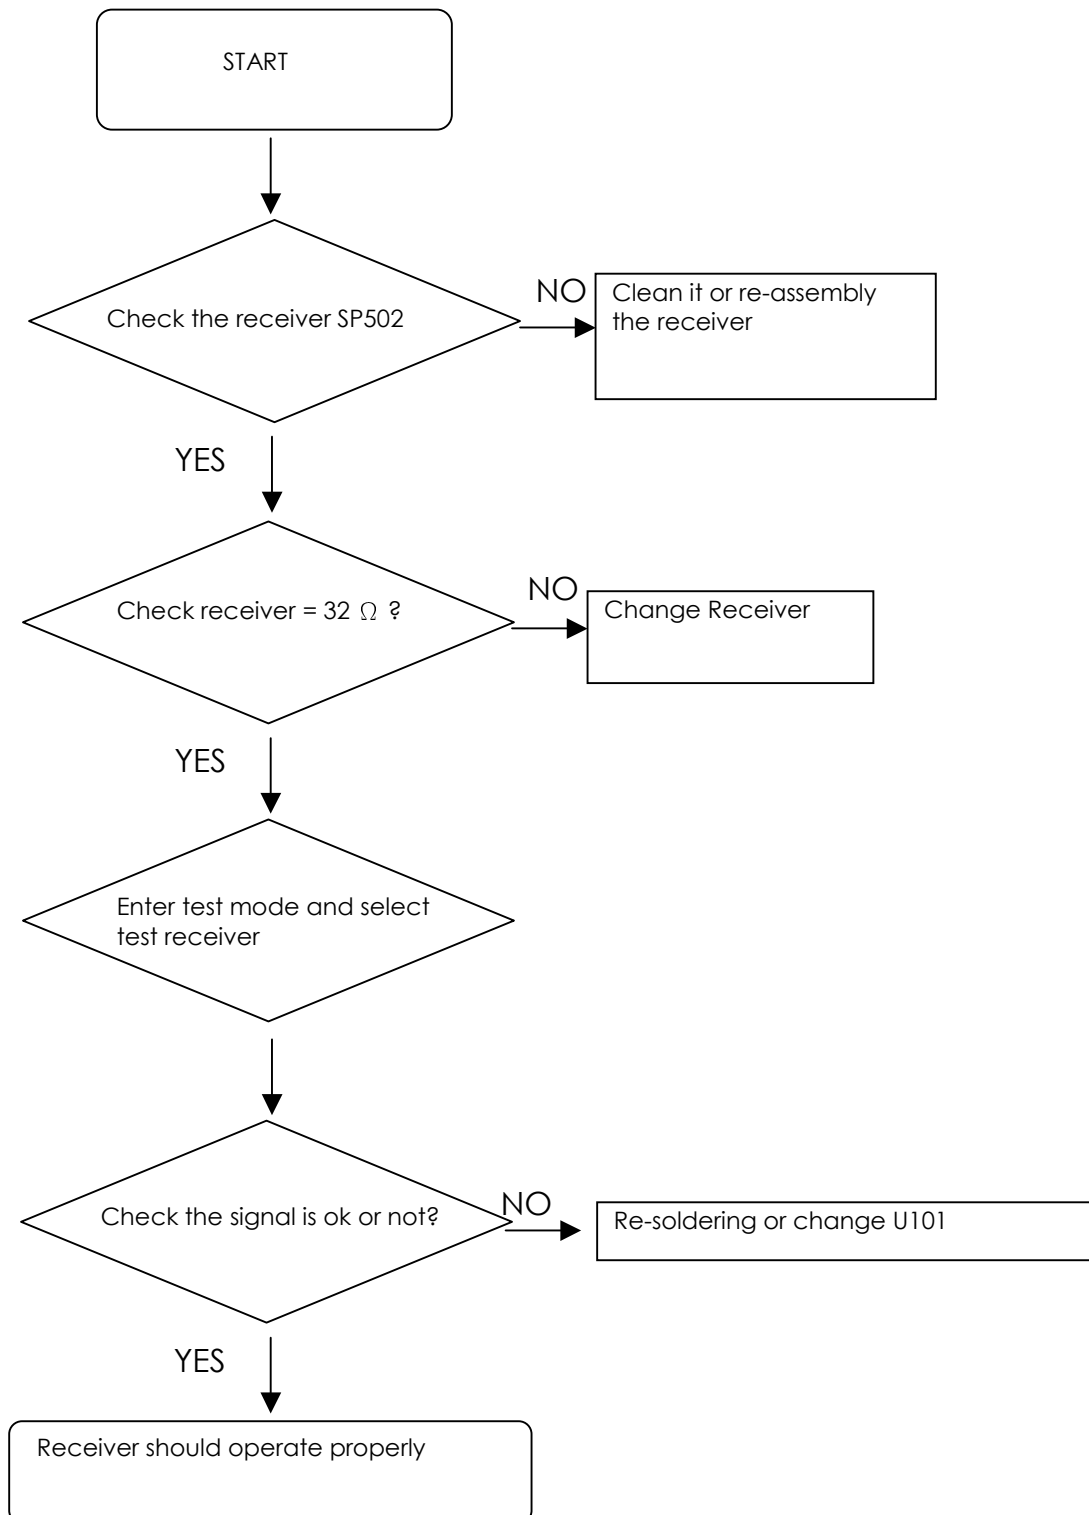 START
Check the receiver SP502
NO
Clean it or re-assembly
the receiver
YES
Check receiver = 32 Ω ?
NO
Change Receiver
YES
Enter test mode and select
test receiver
Check the signal is ok or not?
NO
Re-soldering or change U101
YES
Receiver should operate properly